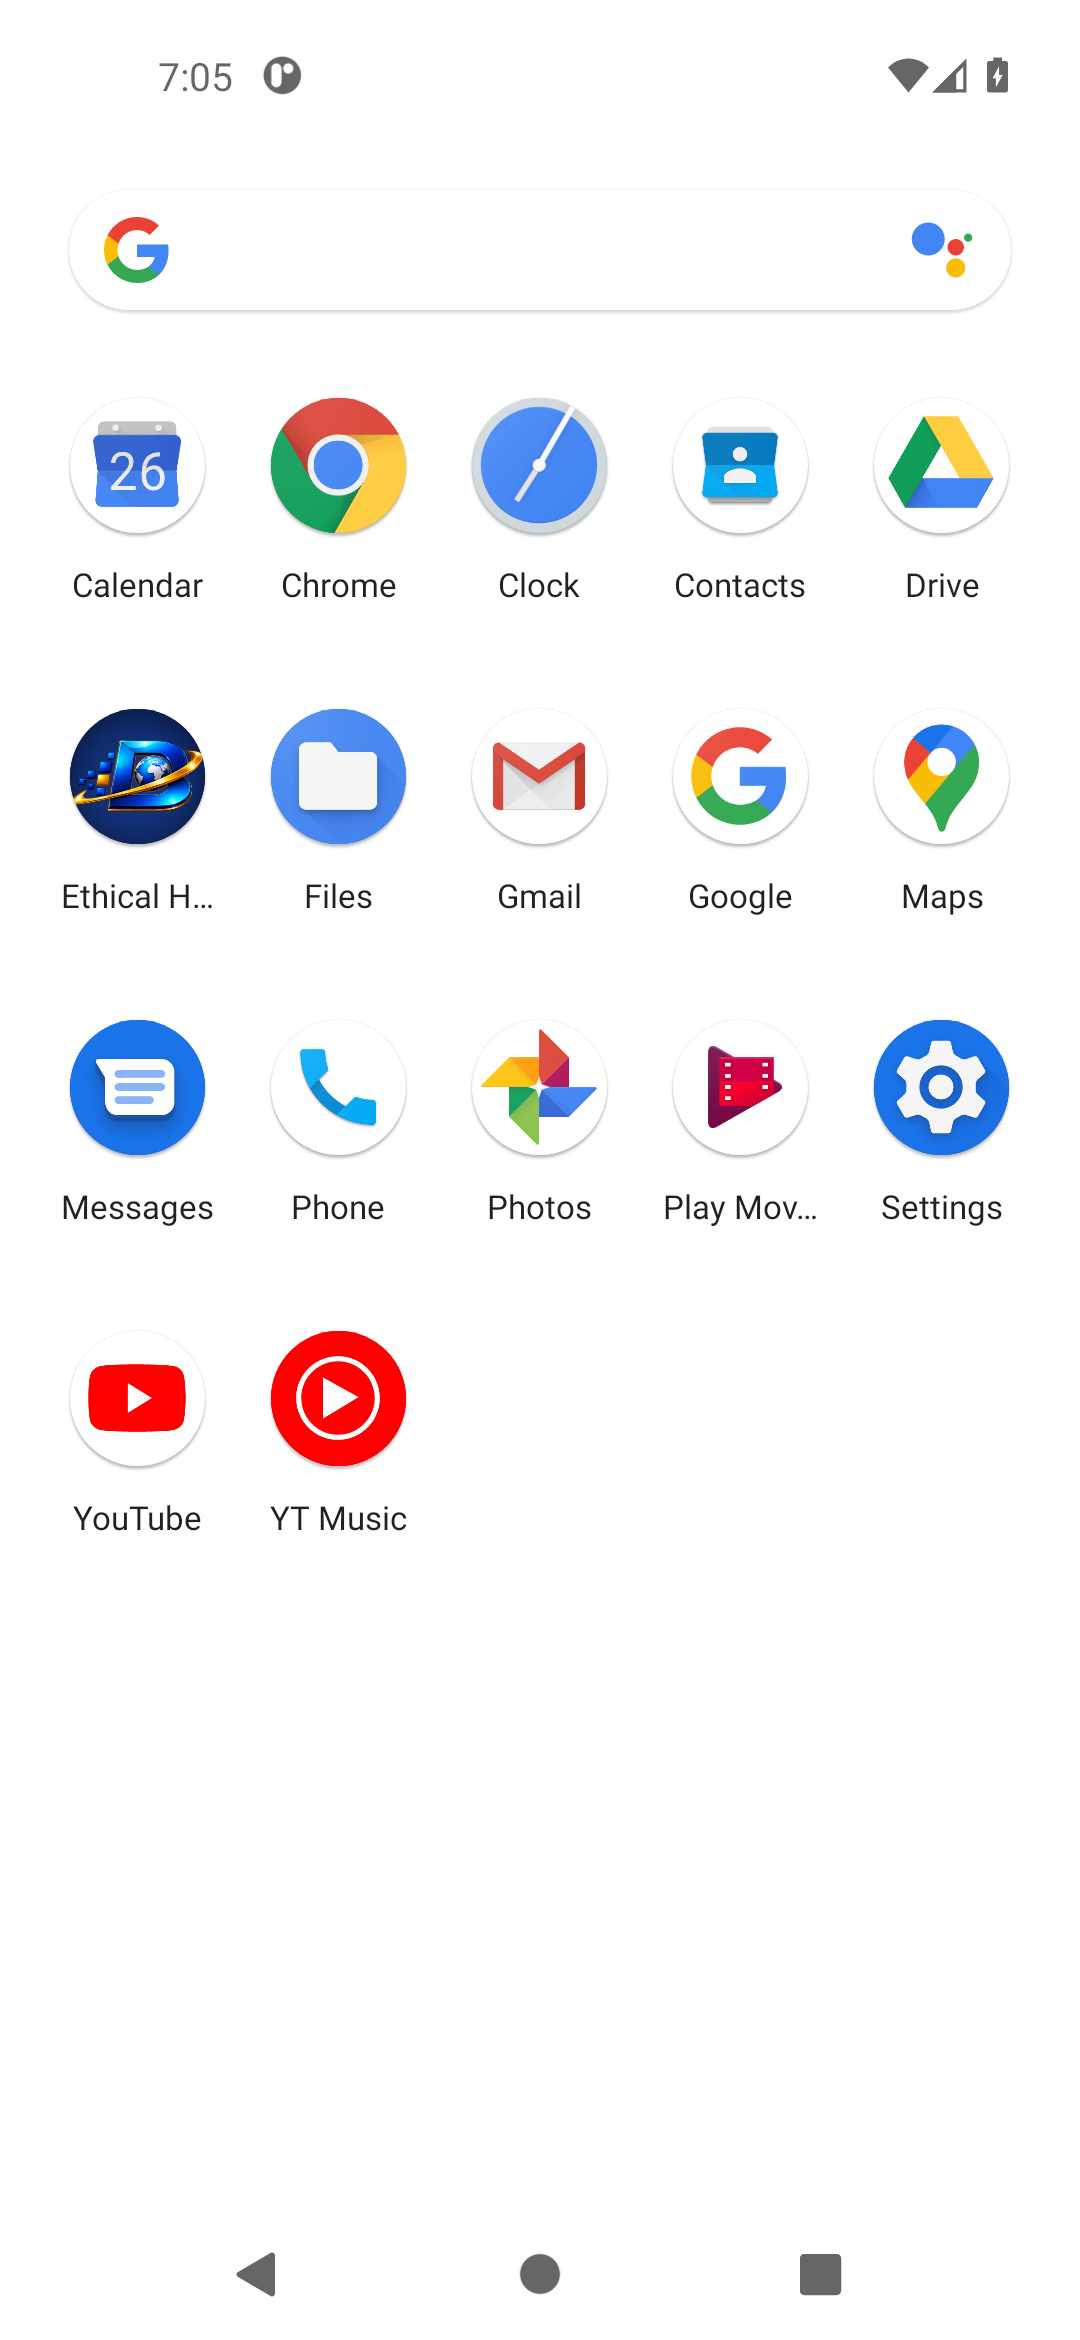 7:05
26
Calendar Chrome Clock Contacts Drive
Ethical H... Files Gmail Google Maps
Messages Phone Photos Play Mov... Settings
YouTube YT Music